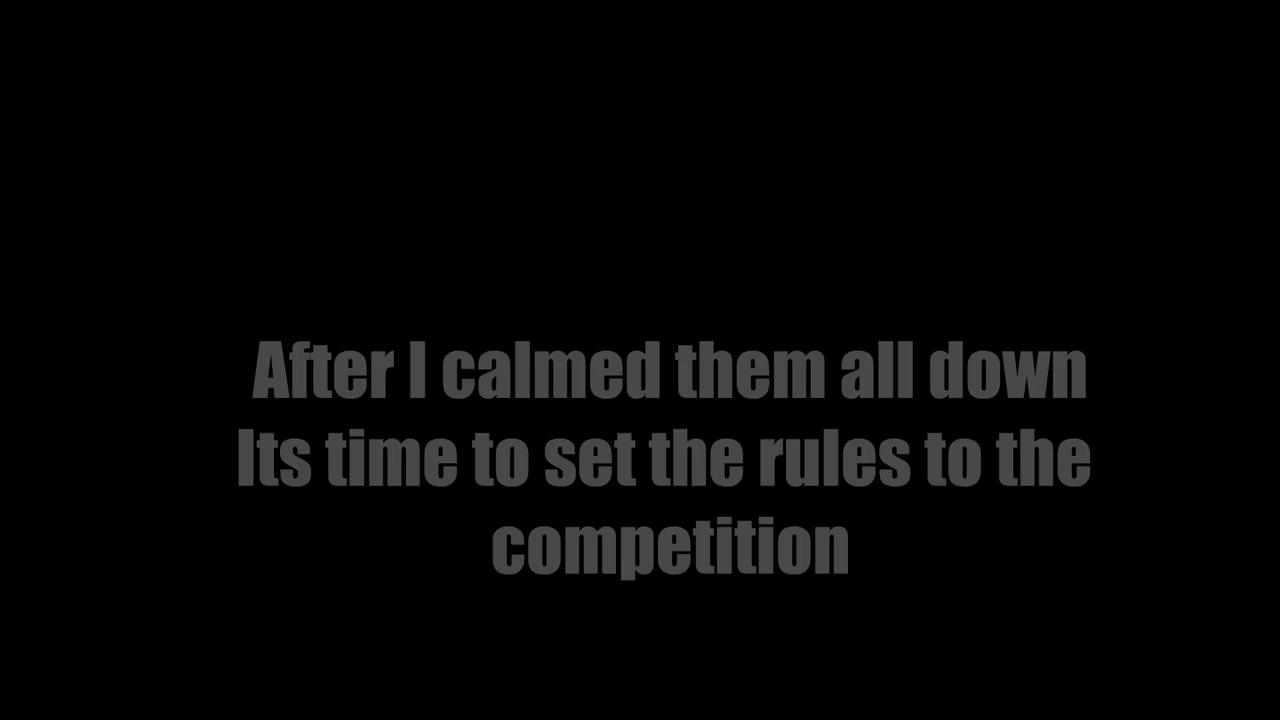 After I calmed them all down
Its time to set the rules to the
competition